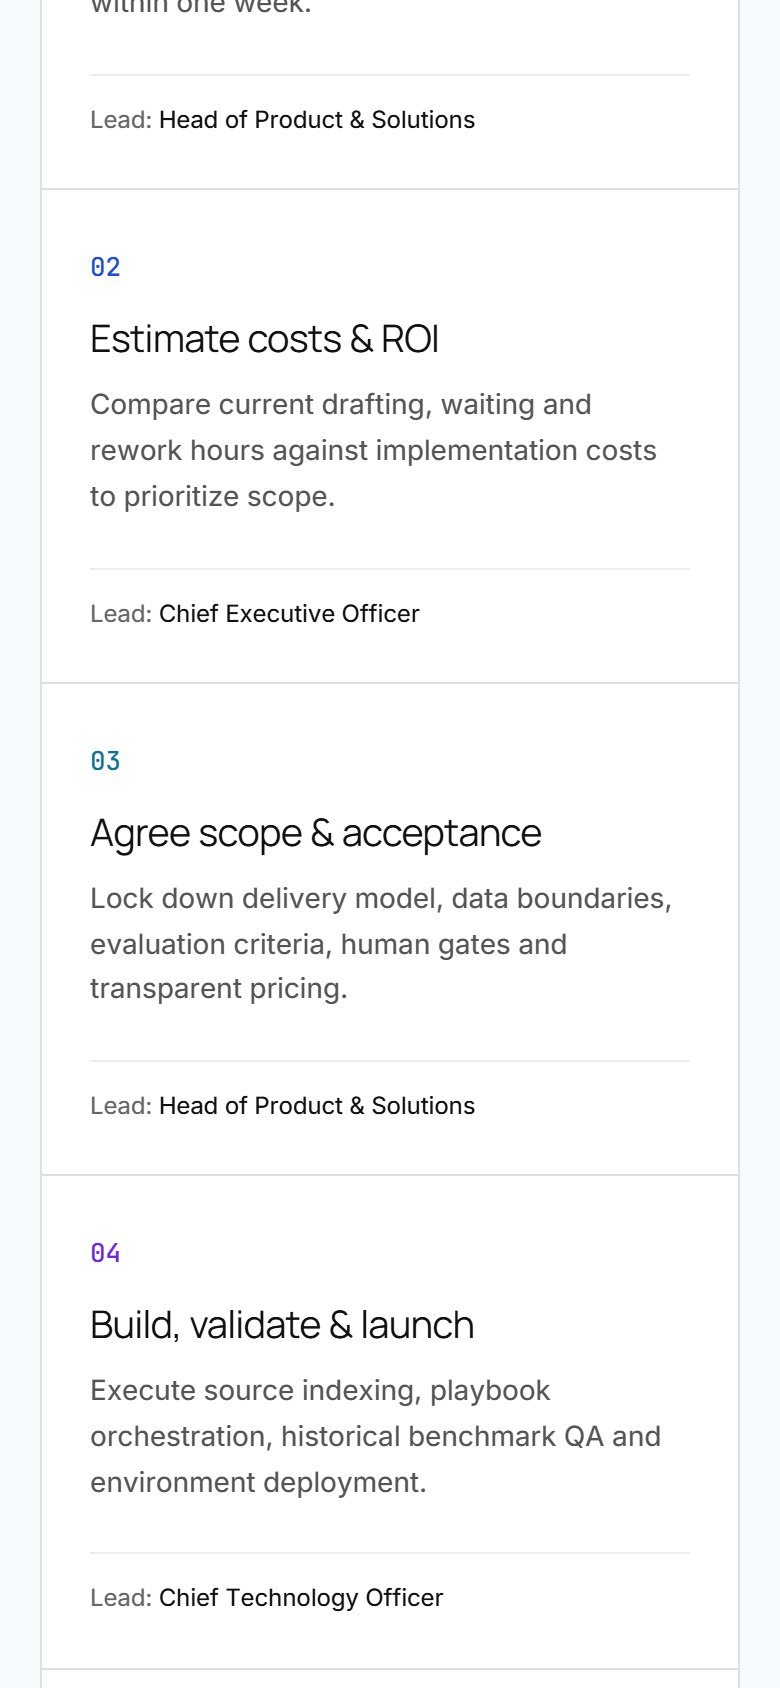 within one week.
Lead: Head of Product & Solutions
02
Estimate costs & ROI
Compare current drafting, waiting and
rework hours against implementation costs
to prioritize scope.
Lead: Chief Executive Officer
03
Agree scope & acceptance
Lock down delivery model, data boundaries,
evaluation criteria, human gates and
transparent pricing.
Lead: Head of Product & Solutions
04
Build, validate & launch
Execute source indexing, playbook
orchestration, historical benchmark QA and
environment deployment.
Lead: Chief Technology Officer